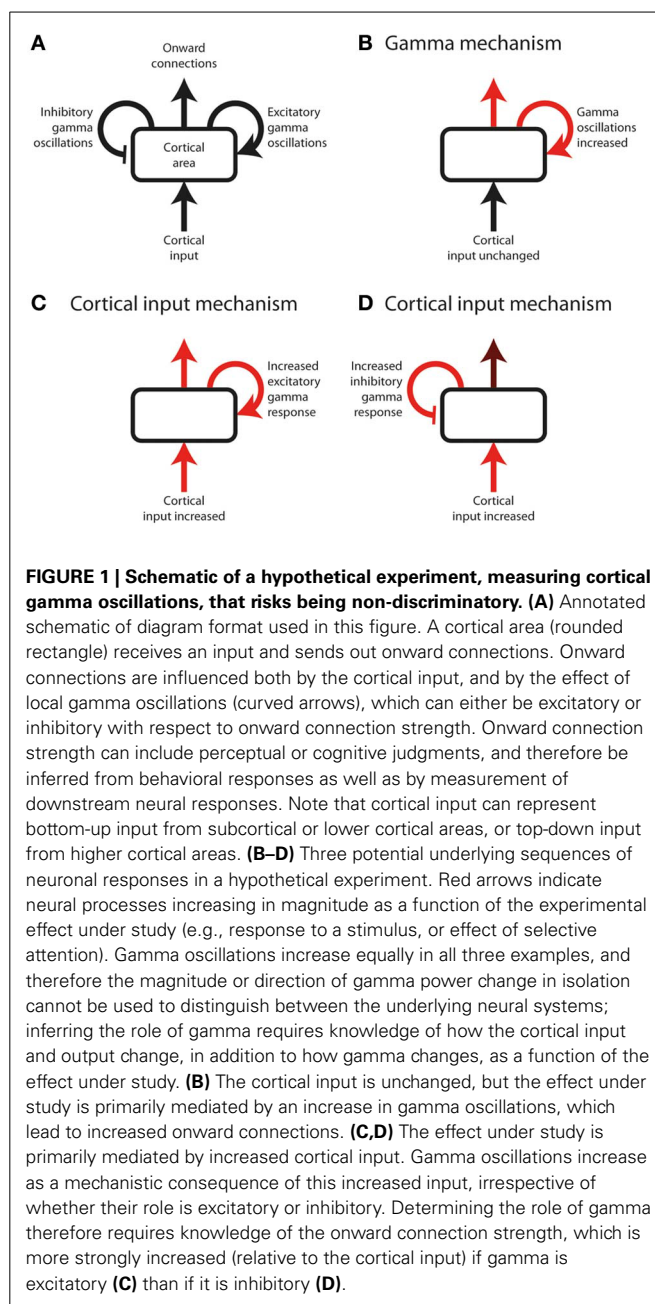 A
Onward
connections
Inhibitory
gamma
oscillations
Excitatory
gamma
oscillations
Cortical
area
Cortical
input
B Gamma mechanism
Gamma
oscillations
increased
Cortical
input unchanged
C Cortical input mechanism
Increased
excitatory
gamma
response
Cortical
input increased
D Cortical input mechanism
Increased
inhibitory
gamma
response
Cortical
input increased
FIGURE 1 | Schematic of a hypothetical experiment, measuring cortical
gamma oscillations, that risks being non-discriminatory. (A) Annotated
schematic of diagram format used in this figure. A cortical area (rounded
rectangle) receives an input and sends out onward connections. Onward
connections are influenced both by the cortical input, and by the effect of
local gamma oscillations (curved arrows), which can either be excitatory or
inhibitory with respect to onward connection strength. Onward connection
strength can include perceptual or cognitive judgments, and therefore be
inferred from behavioral responses as well as by measurement of
downstream neural responses. Note that cortical input can represent
bottom-up input from subcortical or lower cortical areas, or top-down input
from higher cortical areas. (B–D) Three potential underlying sequences of
neuronal responses in a hypothetical experiment. Red arrows indicate
neural processes increasing in magnitude as a function of the experimental
effect under study (e.g., response to a stimulus, or effect of selective
attention). Gamma oscillations increase equally in all three examples, and
therefore the magnitude or direction of gamma power change in isolation
cannot be used to distinguish between the underlying neural systems;
inferring the role of gamma requires knowledge of how the cortical input
and output change, in addition to how gamma changes, as a function of the
effect under study. (B) The cortical input is unchanged, but the effect under
study is primarily mediated by an increase in gamma oscillations, which
lead to increased onward connections. (C,D) The effect under study is
primarily mediated by increased cortical input. Gamma oscillations increase
as a mechanistic consequence of this increased input, irrespective of
whether their role is excitatory or inhibitory. Determining the role of gamma
therefore requires knowledge of the onward connection strength, which is
more strongly increased (relative to the cortical input) if gamma is
excitatory (C) than if it is inhibitory (D).